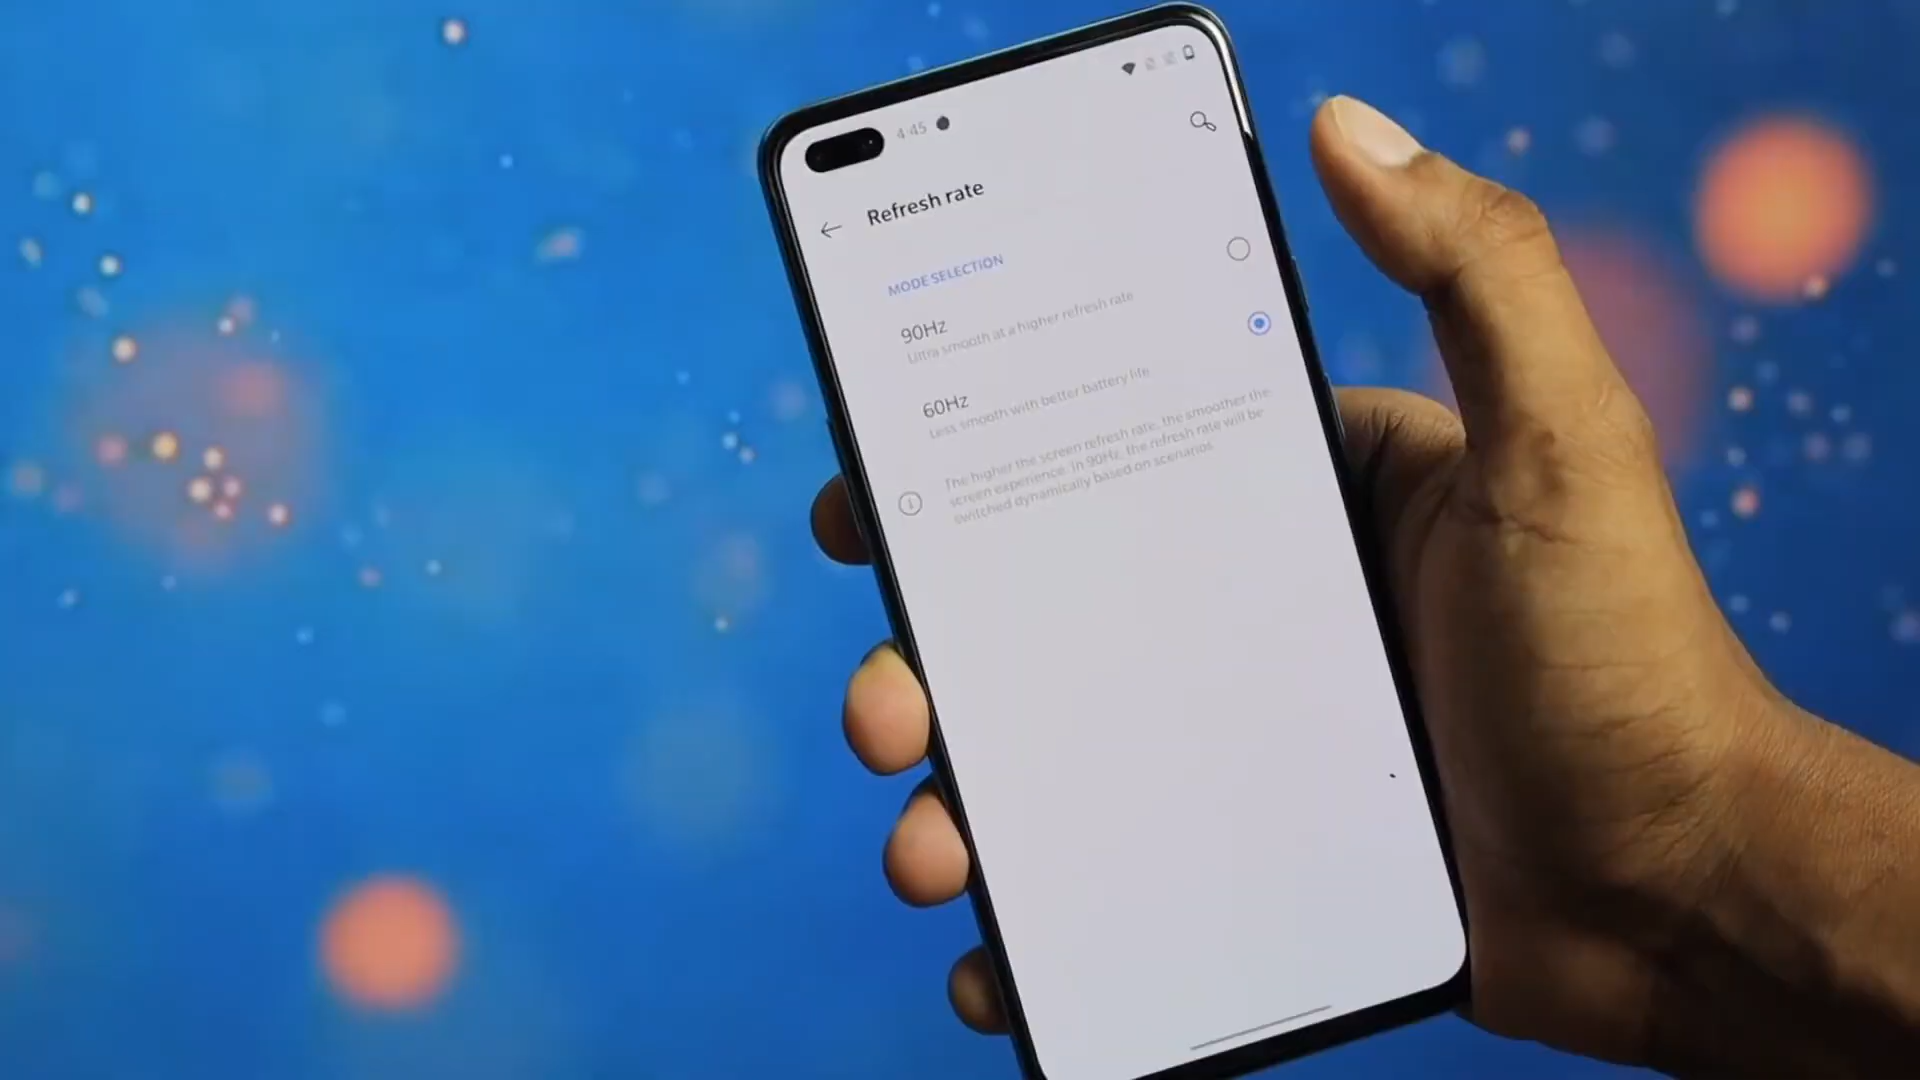 4:45
Refresh rate
MODE SELECTION
90Hz
Ultra smooth at a higher refresh rate
60Hz
Less smooth with better battery life
The higher the screen refresh rate, the smoother the
screen experience. In 90Hz, the refresh rate will be
switched dynamically based on scenarios.